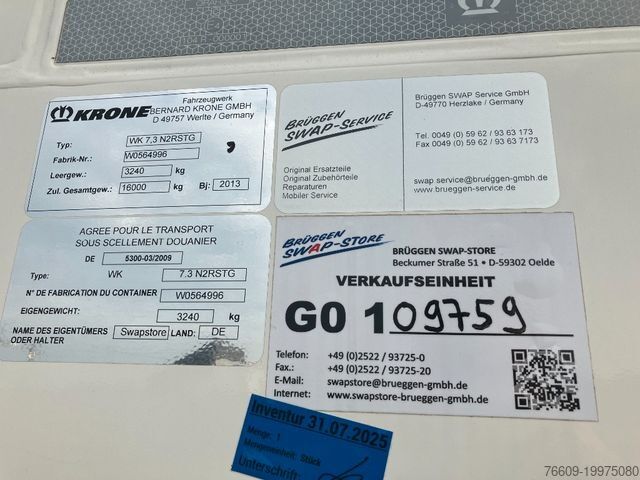 KRONE
Fahrzeugwerk
BERNARD KRONE GMBH
D 49757 Werlte / Germany
Typ: WK 7,3 N2RSTG
Fabrik-Nr.: W0564996
Leergew.: 3240 kg
Zul. Gesamtgew.: 16000 kg Bj: 2013
BRÜGGEN
SWAP-SERVICE
Original Ersatzteile
Original Zubehörteile
Reparaturen
Mobiler Service
Brüggen SWAP Service GmbH
D-49770 Herzlake / Germany
Tel. 0049 (0) 59 62 / 93 63 173
Fax 0049 (0) 59 62 / 93 63 7173
swap.service@brueggen-gmbh.de
www.brueggen-service.de
AGREE POUR LE TRANSPORT
SOUS SCELLEMENT DOUANIER
DE 5300-03/2009
Type: WK 7.3 N2RSTG
N° DE FABRICATION DU CONTAINER W0564996
EIGENGEWICHT: 3240 kg
NAME DES EIGENTÜMERS Swapstore LAND: DE
ODER HALTER
BRÜGGEN
SWAP-STORE
BRÜGGEN SWAP-STORE
Beckumer Straße 51 • D-59302 Oelde
VERKAUFSEINHEIT
G0 109759
Telefon: +49 (0)2522 / 93725-0
Fax.: +49 (0)2522 / 93725-20
E-Mail: swapstore@brueggen-gmbh.de
Internet: www.swapstore-brueggen.de
Inventur 31.07.2025
Menge: 1
Mengeneinheit: Stück
Unterschrift:
76609-19975080